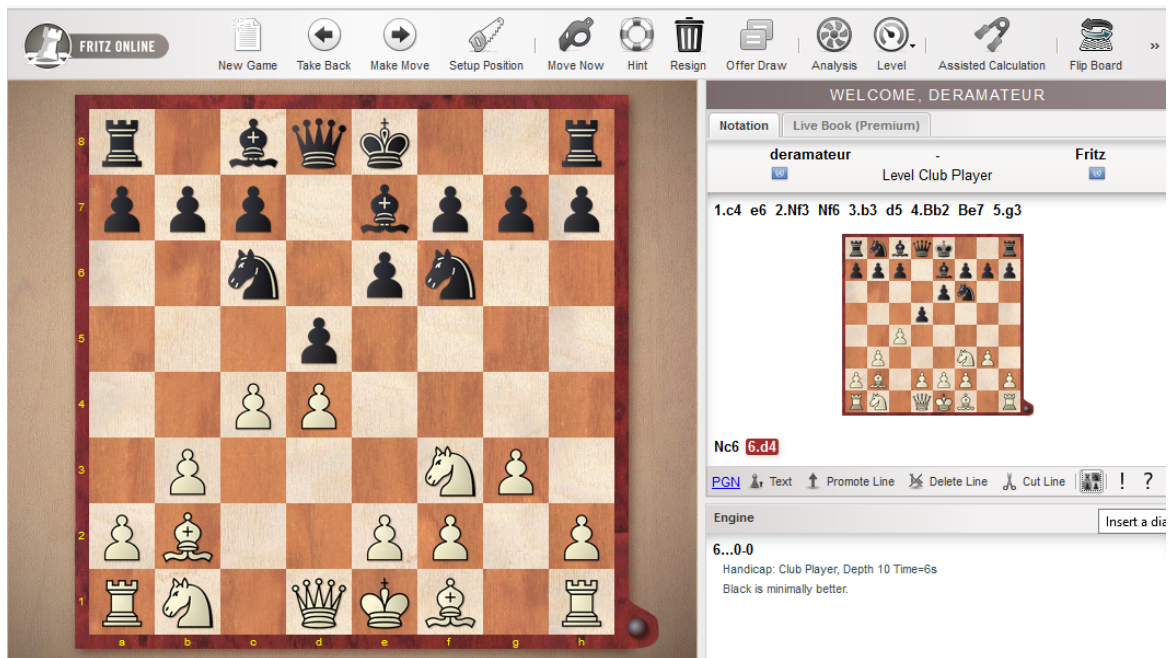 FRITZ ONLINE
New Game Take Back Make Move Setup Position Move Now Hint Resign Offer Draw Analysis Level Assisted Calculation Flip Board »
WELCOME, DERAMATEUR
Notation Live Book (Premium)
deramateur - Fritz
Level Club Player
1.c4 e6 2.Nf3 Nf6 3.b3 d5 4.Bb2 Be7 5.g3
Nc6 6.d4
PGN Text Promote Line Delete Line Cut Line ! ?
Engine
Insert a dia
6...0-0
Handicap: Club Player, Depth 10 Time=6s
Black is minimally better.
8
7
6
5
4
3
2
1
a b c d e f g h